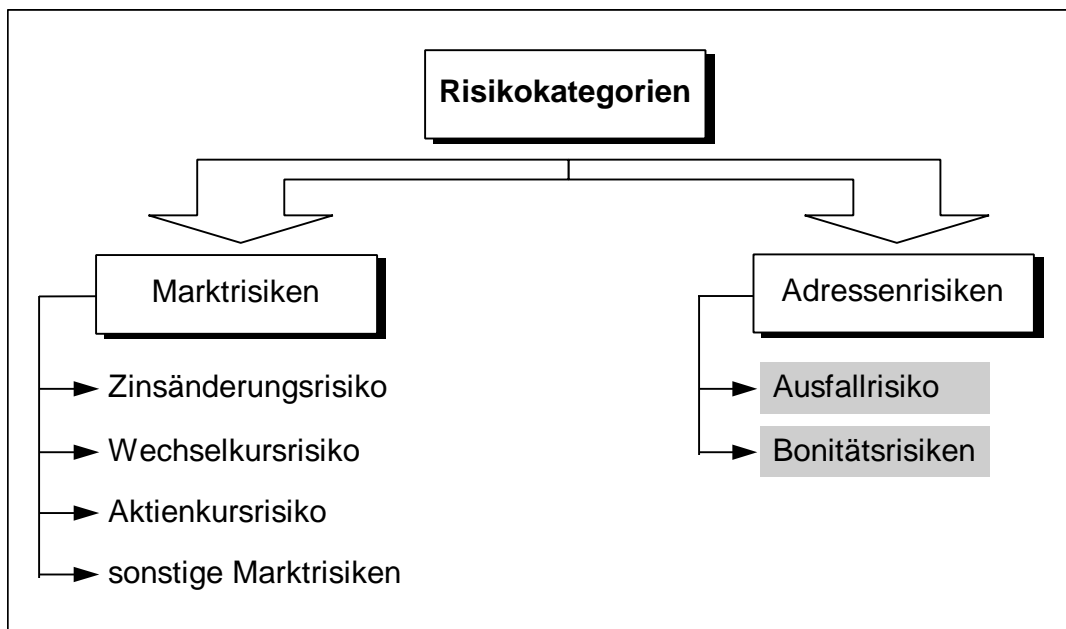 Risikokategorien
Marktrisiken
Zinsänderungsrisiko
Wechselkursrisiko
Aktienkursrisiko
sonstige Marktrisiken
Adressenrisiken
Ausfallrisiko
Bonitätsrisiken